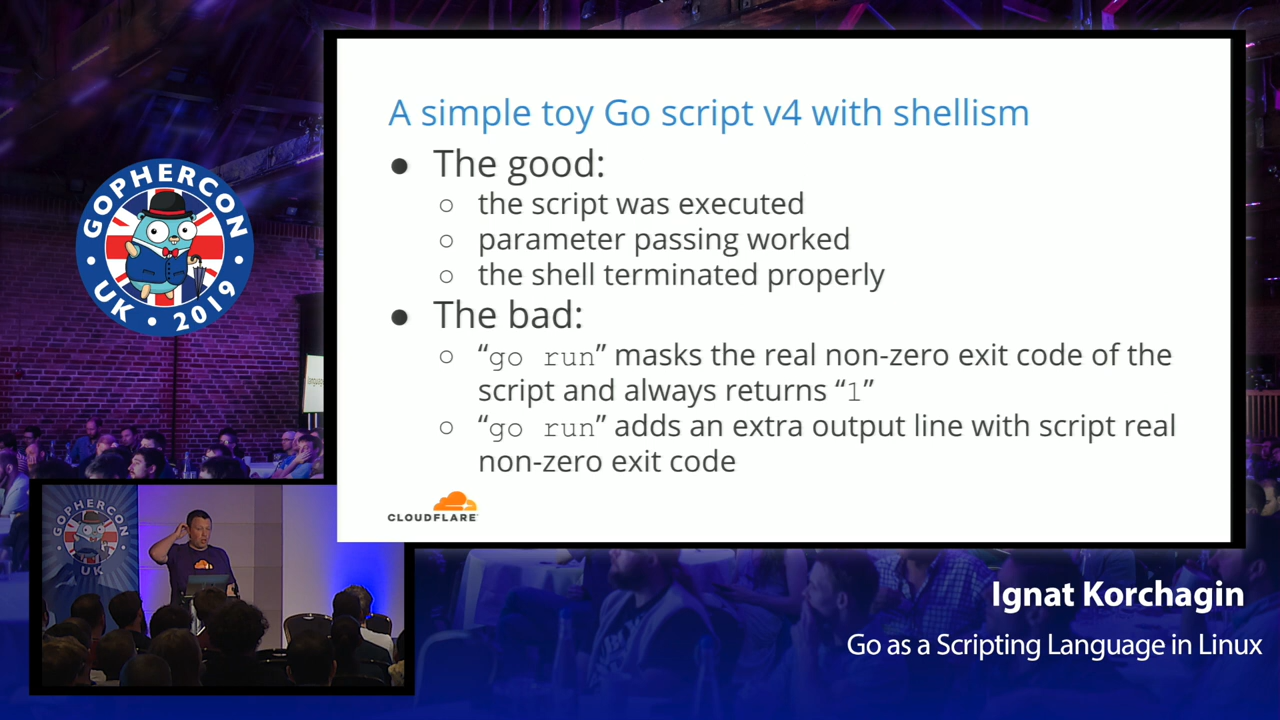 A simple toy Go script v4 with shellism
● The good:
○ the script was executed
○ parameter passing worked
○ the shell terminated properly
● The bad:
○ “go run” masks the real non-zero exit code of the
script and always returns “1”
○ “go run” adds an extra output line with script real
non-zero exit code
CLOUDFLARE
GOPHERCON
UK • 2019
GOPHERCON
UK
Ignat Korchagin
Go as a Scripting Language in Linux